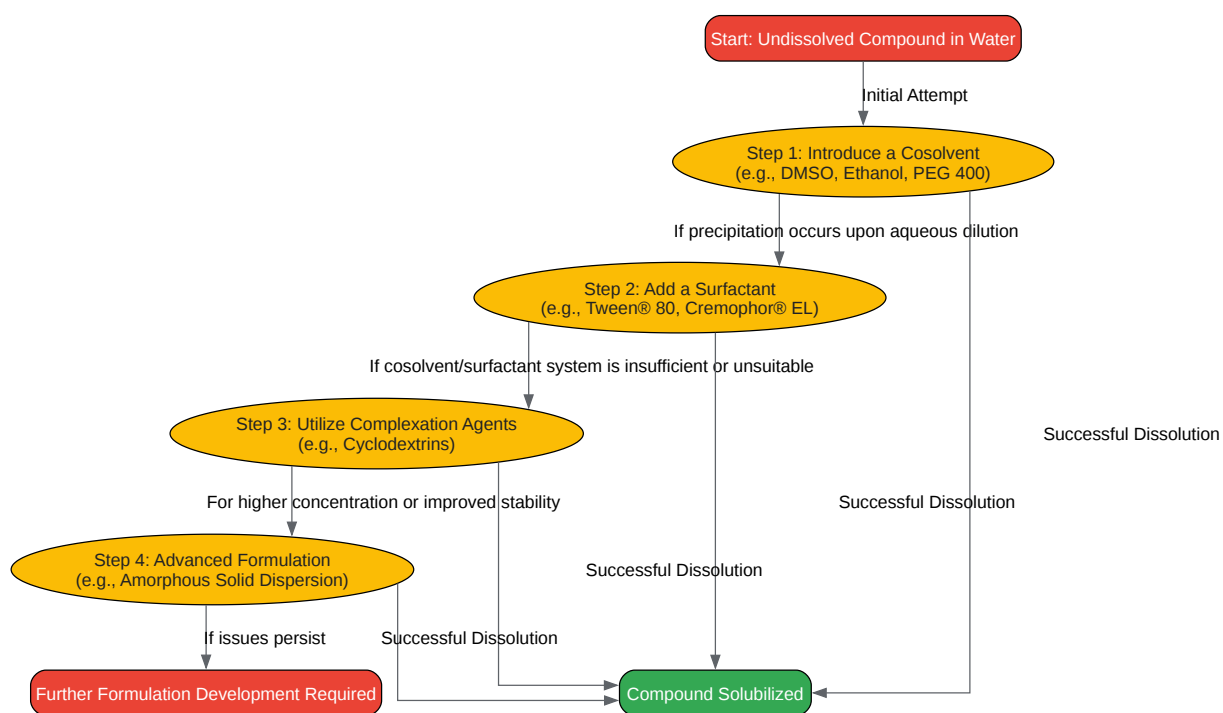 Start: Undissolved Compound in Water
Initial Attempt
Step 1: Introduce a Cosolvent
(e.g., DMSO, Ethanol, PEG 400)
If precipitation occurs upon aqueous dilution
Step 2: Add a Surfactant
(e.g., Tween® 80, Cremophor® EL)
If cosolvent/surfactant system is insufficient or unsuitable
Step 3: Utilize Complexation Agents
(e.g., Cyclodextrins)
Successful Dissolution
For higher concentration or improved stability
Successful Dissolution
Step 4: Advanced Formulation
(e.g., Amorphous Solid Dispersion)
Successful Dissolution
If issues persist
Successful Dissolution
Further Formulation Development Required
Compound Solubilized